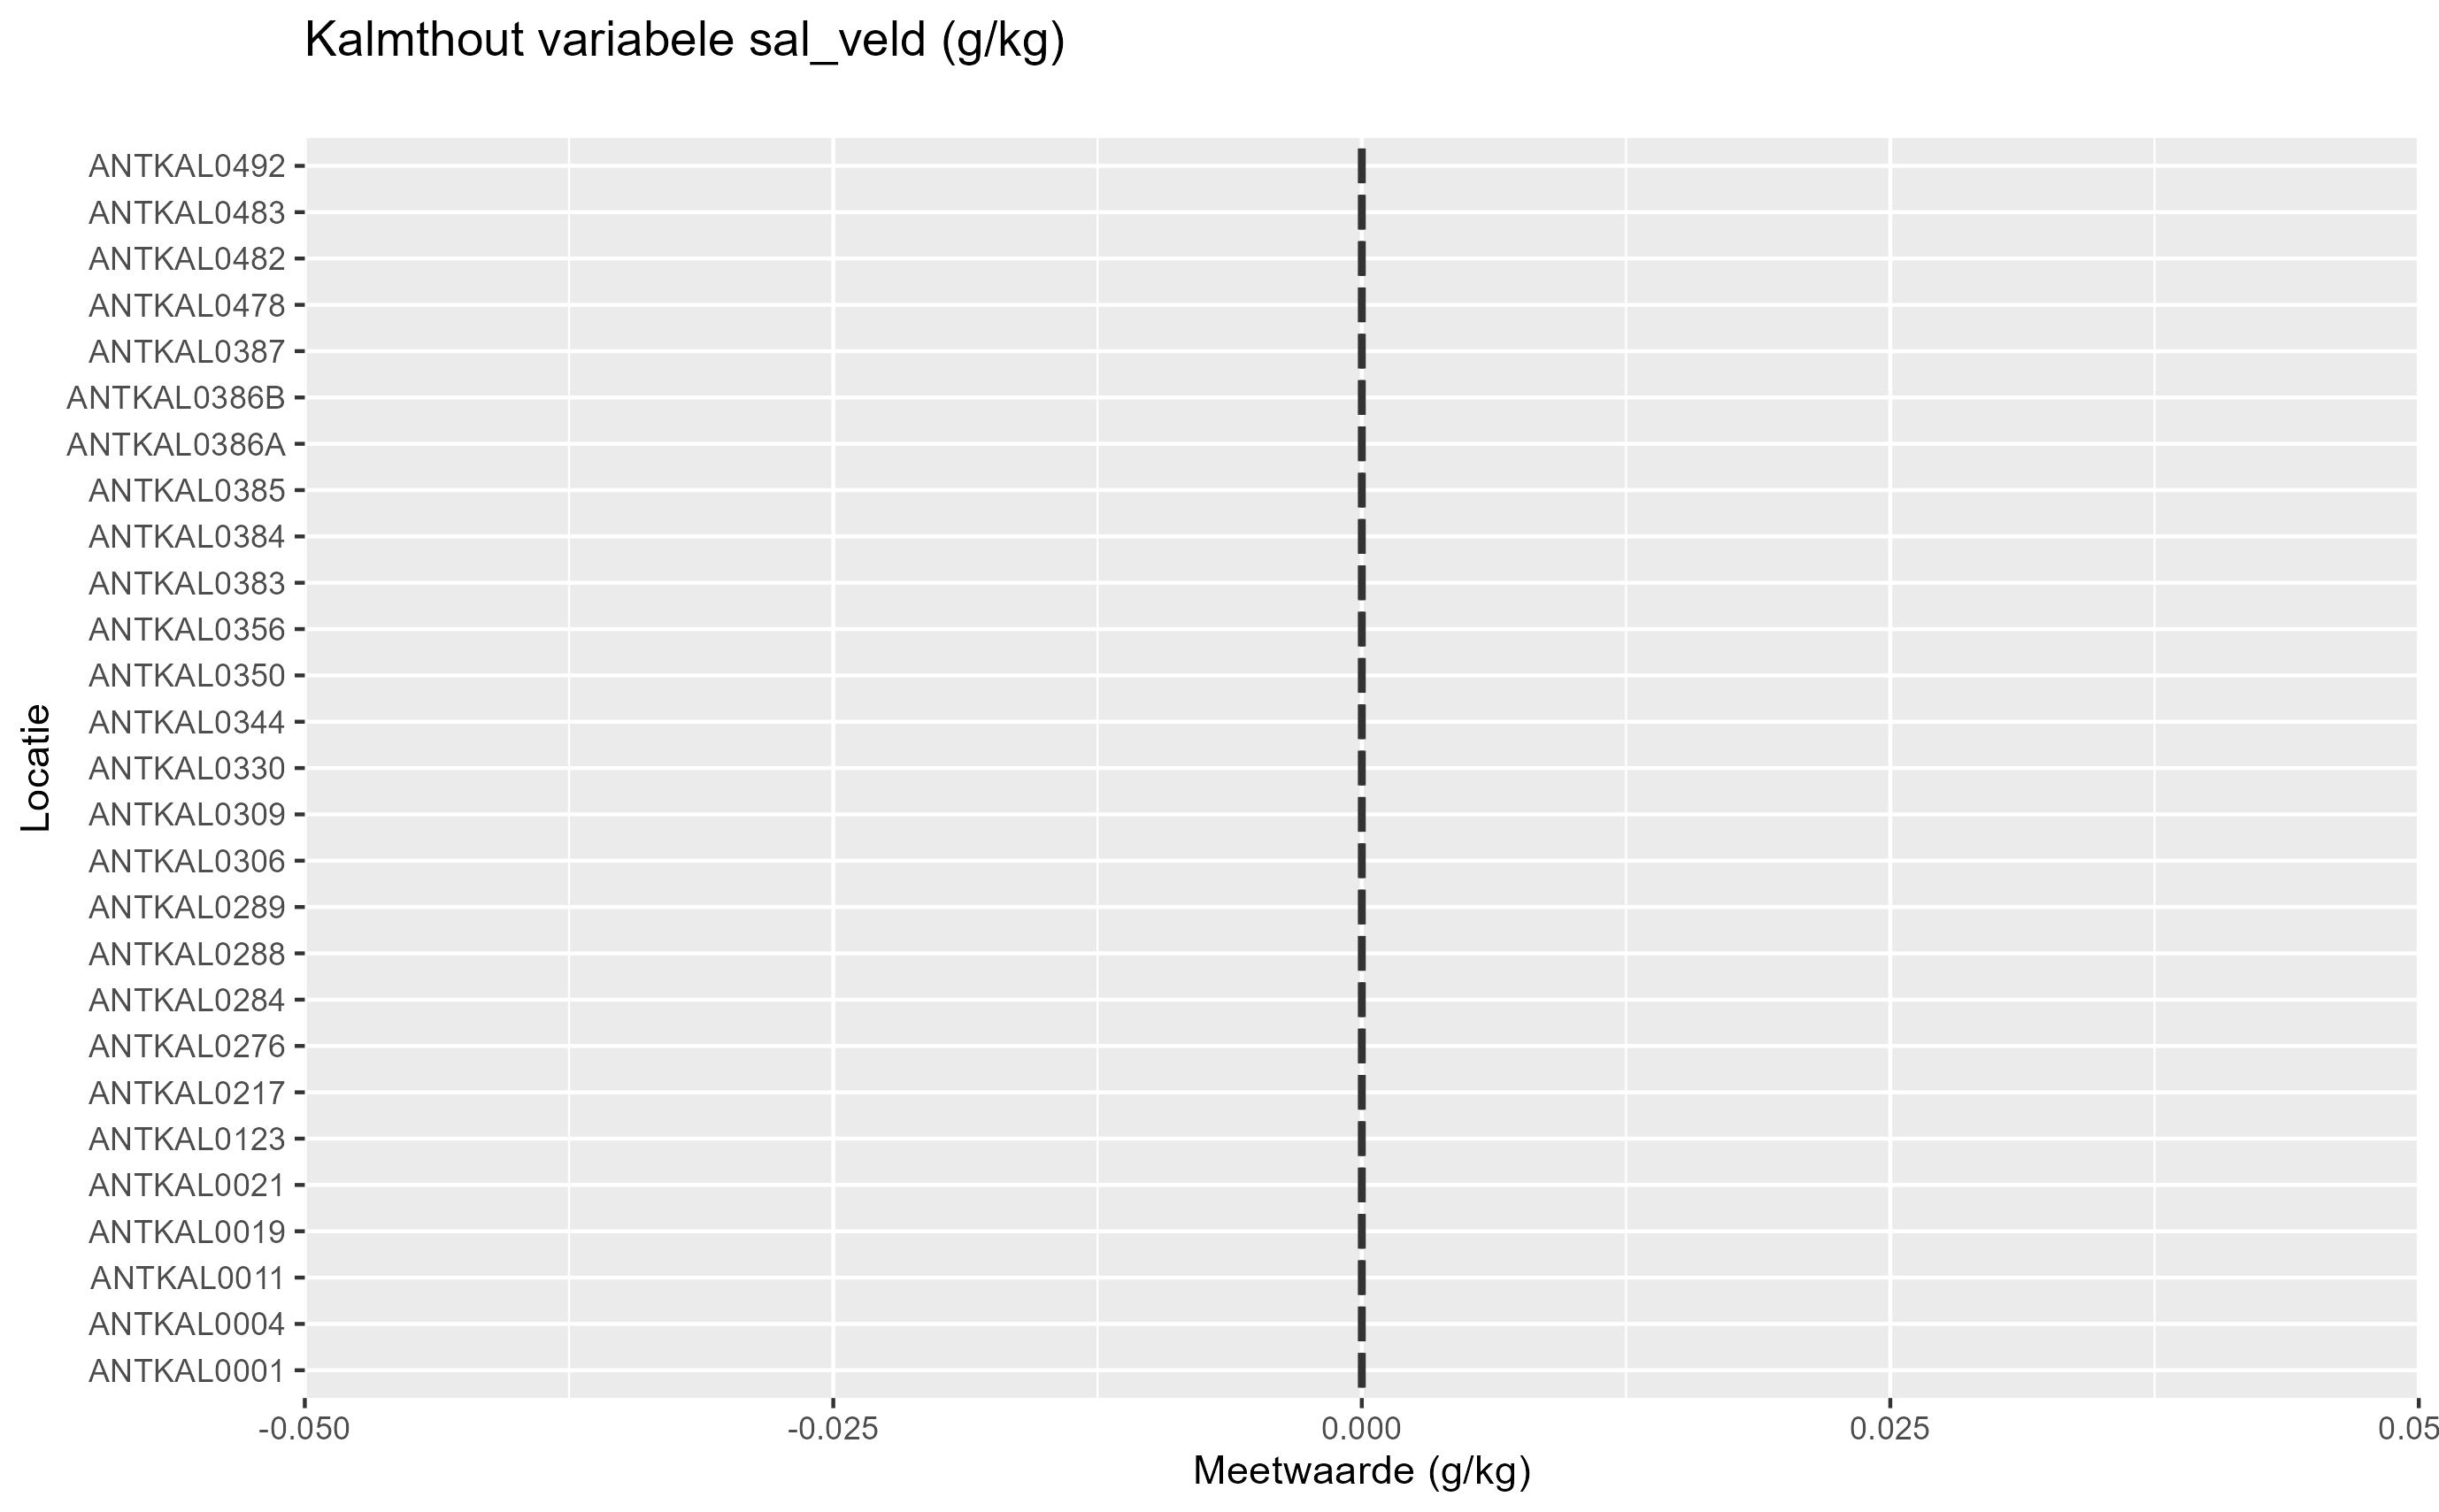 Kalmthout variabele sal_veld (g/kg)
ANTKAL0492
ANTKAL0483
ANTKAL0482
ANTKAL0478
ANTKAL0387
ANTKAL0386B
ANTKAL0386A
ANTKAL0385
ANTKAL0384
ANTKAL0383
ANTKAL0356
ANTKAL0350
ANTKAL0344
ANTKAL0330
ANTKAL0309
ANTKAL0306
ANTKAL0289
ANTKAL0288
ANTKAL0284
ANTKAL0276
ANTKAL0217
ANTKAL0123
ANTKAL0021
ANTKAL0019
ANTKAL0011
ANTKAL0004
ANTKAL0001
Locatie
-0.050 -0.025 0.000 0.025 0.05
Meetwaarde (g/kg)